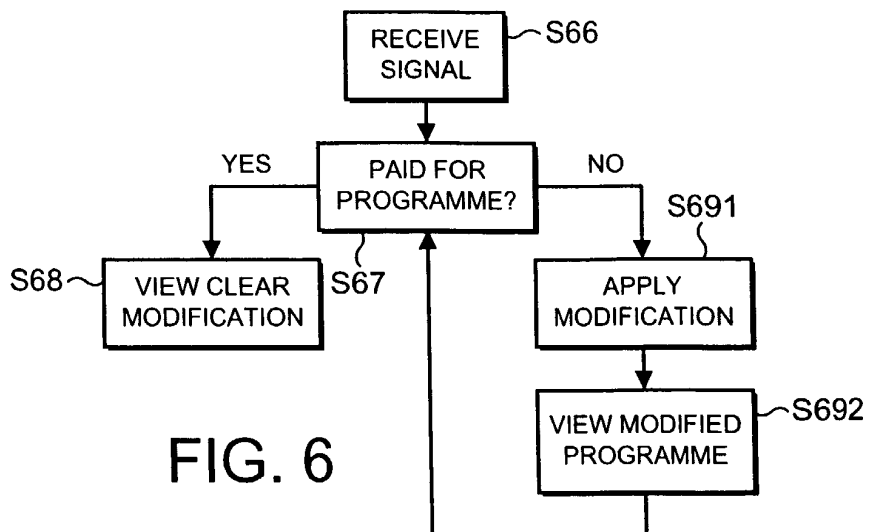 RECEIVE
SIGNAL
S66
YES
PAID FOR
PROGRAMME?
NO
S67
S691
S68
VIEW CLEAR
MODIFICATION
APPLY
MODIFICATION
VIEW MODIFIED
PROGRAMME
S692
FIG. 6